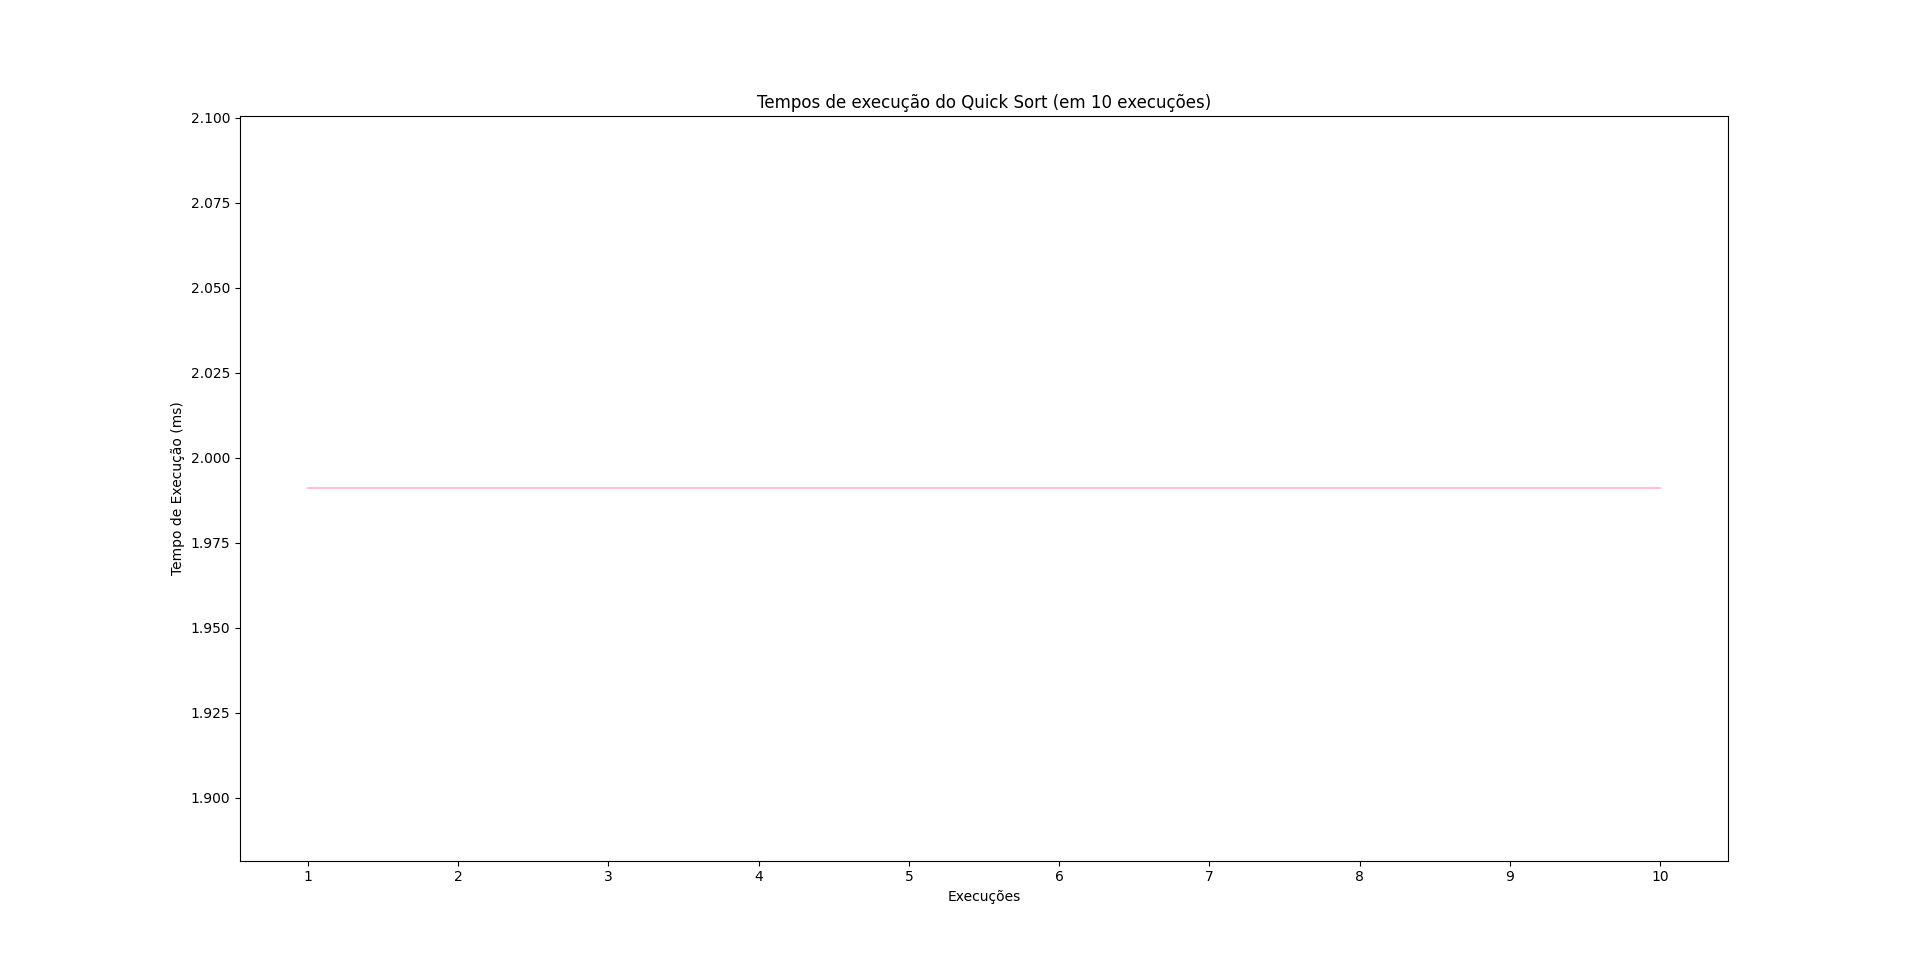 Tempos de execução do Quick Sort (em 10 execuções)
2.100
2.075
2.050
2.025
2.000
1.975
1.950
1.925
1.900
Tempo de Execução (ms)
1 2 3 4 5 6 7 8 9 10
Execuções